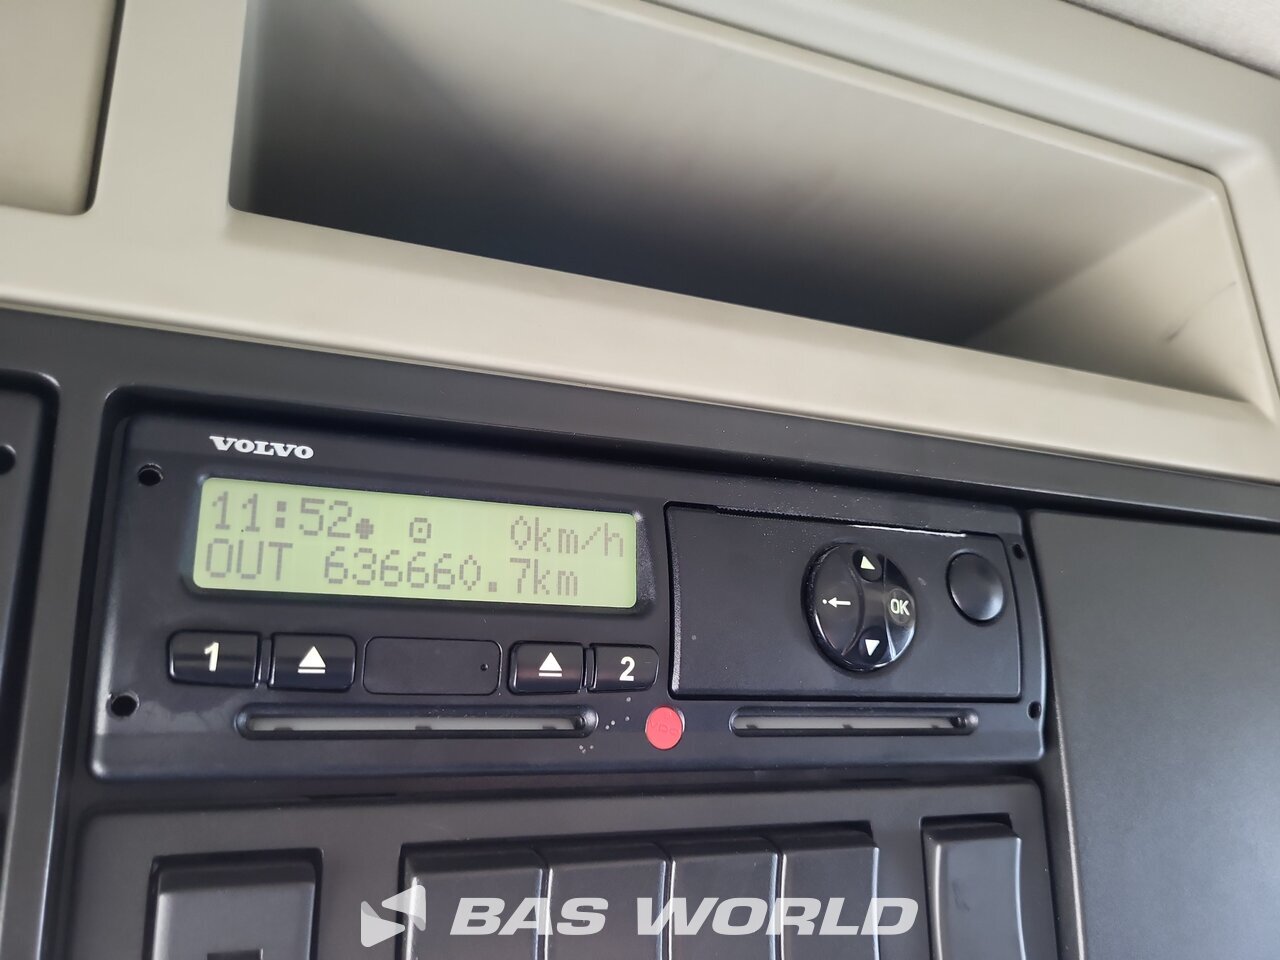 VOLVO
11:52 0km/h
OUT 636660.7km
1
2
OK
BAS WORLD